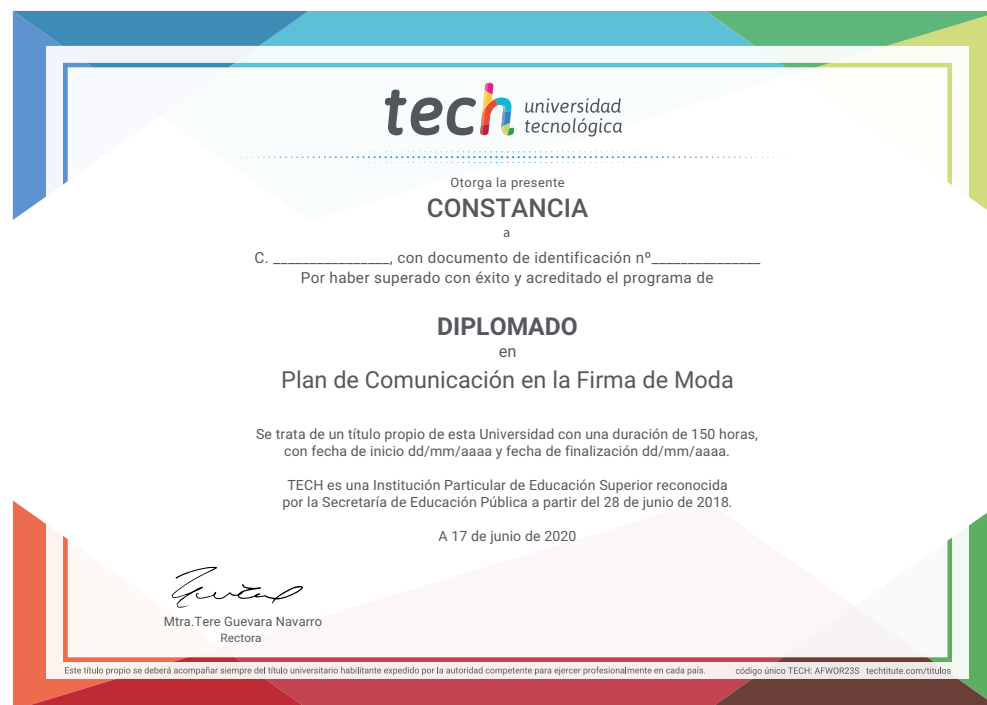 tech universidad
tecnológica
Otorga la presente
CONSTANCIA
a
C. ________________, con documento de identificación nº_______________
Por haber superado con éxito y acreditado el programa de
DIPLOMADO
en
Plan de Comunicación en la Firma de Moda
Se trata de un título propio de esta Universidad con una duración de 150 horas,
con fecha de inicio dd/mm/aaaa y fecha de finalización dd/mm/aaaa.
TECH es una Institución Particular de Educación Superior reconocida
por la Secretaría de Educación Pública a partir del 28 de junio de 2018.
A 17 de junio de 2020
Mtra.Tere Guevara Navarro
Rectora
Este título propio se deberá acompañar siempre del título universitario habilitante expedido por la autoridad competente para ejercer profesionalmente en cada país. código único TECH: AFWOR23S techtitute.com/titulos